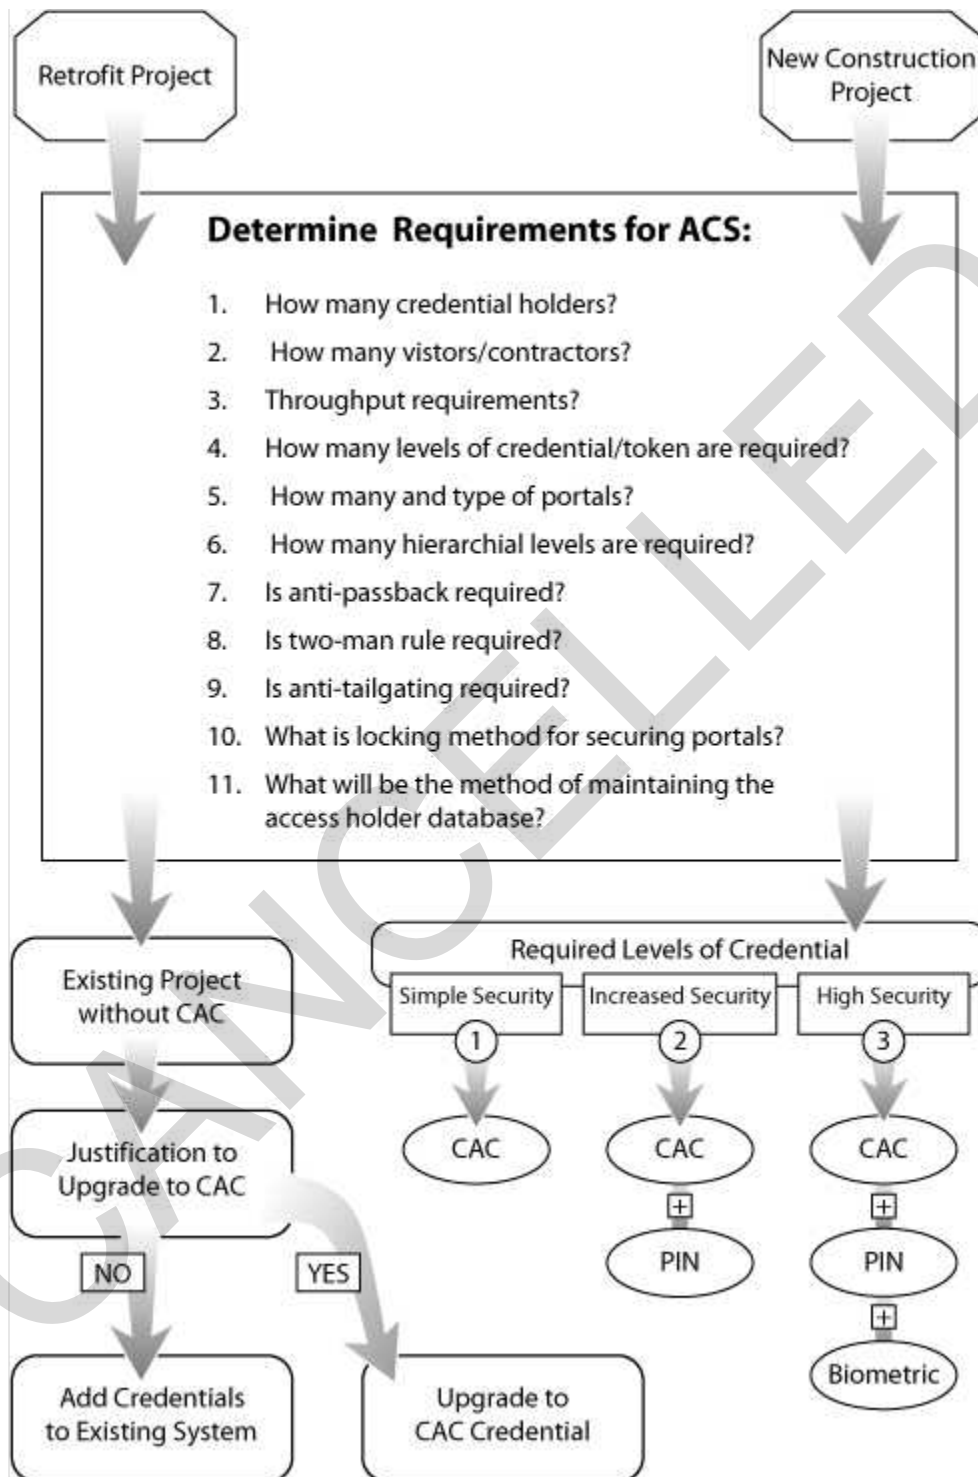 Retrofit Project
New Construction
Project
Determine Requirements for ACS:
1. How many credential holders?
2. How many vistors/contractors?
3. Throughput requirements?
4. How many levels of credential/token are required?
5. How many and type of portals?
6. How many hierarchial levels are required?
7. Is anti-passback required?
8. Is two-man rule required?
9. Is anti-tailgating required?
10. What is locking method for securing portals?
11. What will be the method of maintaining the
access holder database?
Existing Project
without CAC
Justification to
Upgrade to CAC
NO
YES
Add Credentials
to Existing System
Upgrade to
CAC Credential
Required Levels of Credential
Simple Security
1
CAC
Increased Security
2
CAC
+
PIN
High Security
3
CAC
+
PIN
+
Biometric
CANCELLED